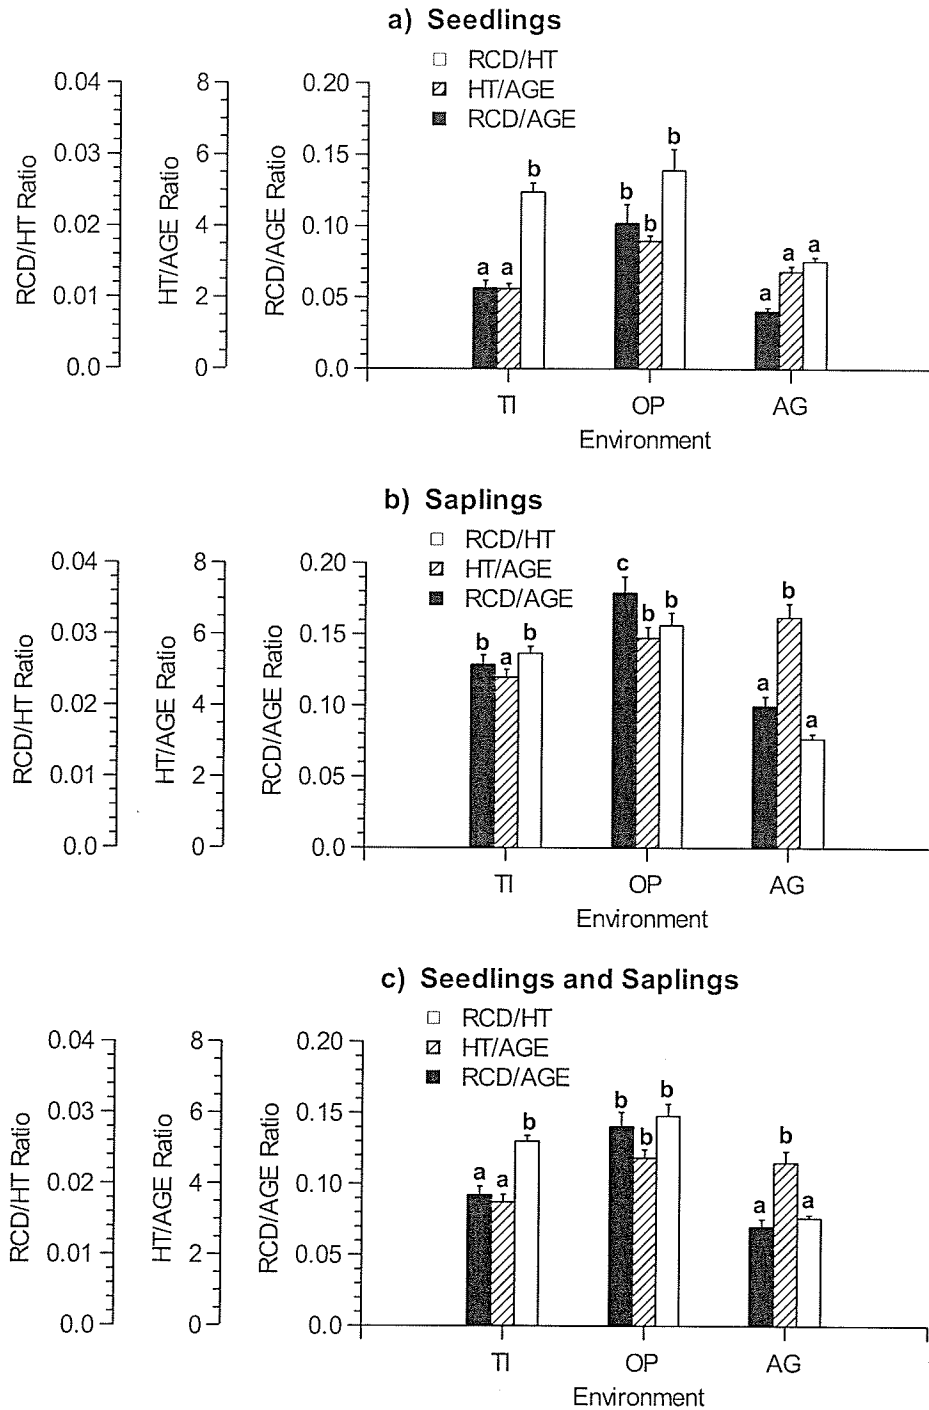 a) Seedlings
RCD/HT
HT/AGE
RCD/AGE
RCD/HT Ratio
0.04
0.03
0.02
0.01
0.0
HT/AGE Ratio
8
6
4
2
0
RCD/AGE Ratio
0.20
0.15
0.10
0.05
0.0
a a b
b b b
a a a
TI OP AG
Environment
b) Saplings
RCD/HT
HT/AGE
RCD/AGE
RCD/HT Ratio
0.04
0.03
0.02
0.01
0.0
HT/AGE Ratio
8
6
4
2
0
RCD/AGE Ratio
0.20
0.15
0.10
0.05
0.0
b a b
c b b
a b a
TI OP AG
Environment
c) Seedlings and Saplings
RCD/HT
HT/AGE
RCD/AGE
RCD/HT Ratio
0.04
0.03
0.02
0.01
0.0
HT/AGE Ratio
8
6
4
2
0
RCD/AGE Ratio
0.20
0.15
0.10
0.05
0.0
a a b
b b b
a b a
TI OP AG
Environment